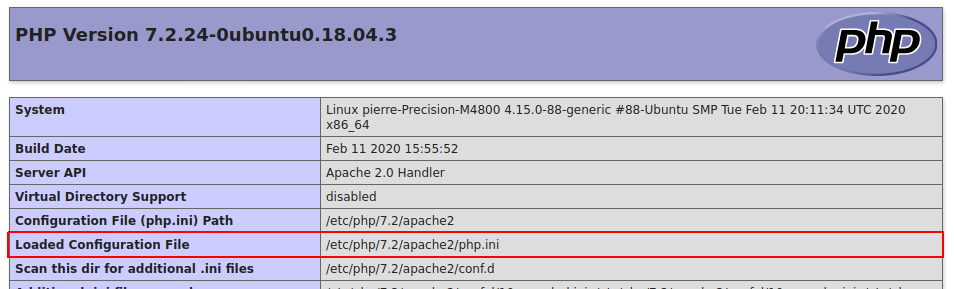 PHP Version 7.2.24-0ubuntu0.18.04.3
php
System
Linux pierre-Precision-M4800 4.15.0-88-generic #88-Ubuntu SMP Tue Feb 11 20:11:34 UTC 2020
x86_64
Build Date
Feb 11 2020 15:55:52
Server API
Apache 2.0 Handler
Virtual Directory Support
disabled
Configuration File (php.ini) Path
/etc/php/7.2/apache2
Loaded Configuration File
/etc/php/7.2/apache2/php.ini
Scan this dir for additional .ini files
/etc/php/7.2/apache2/conf.d